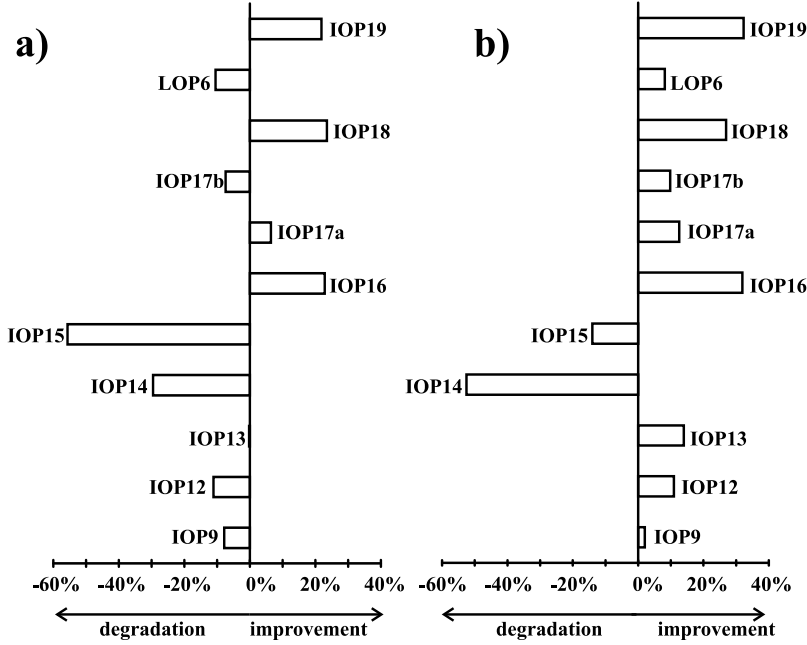 a)
IOP19
LOP6
IOP18
IOP17b
IOP17a
IOP16
IOP15
IOP14
IOP13
IOP12
IOP9
-60% -40% -20% 0% 20% 40%
degradation improvement
b)
IOP19
LOP6
IOP18
IOP17b
IOP17a
IOP16
IOP15
IOP14
IOP13
IOP12
IOP9
-60% -40% -20% 0% 20% 40%
degradation improvement